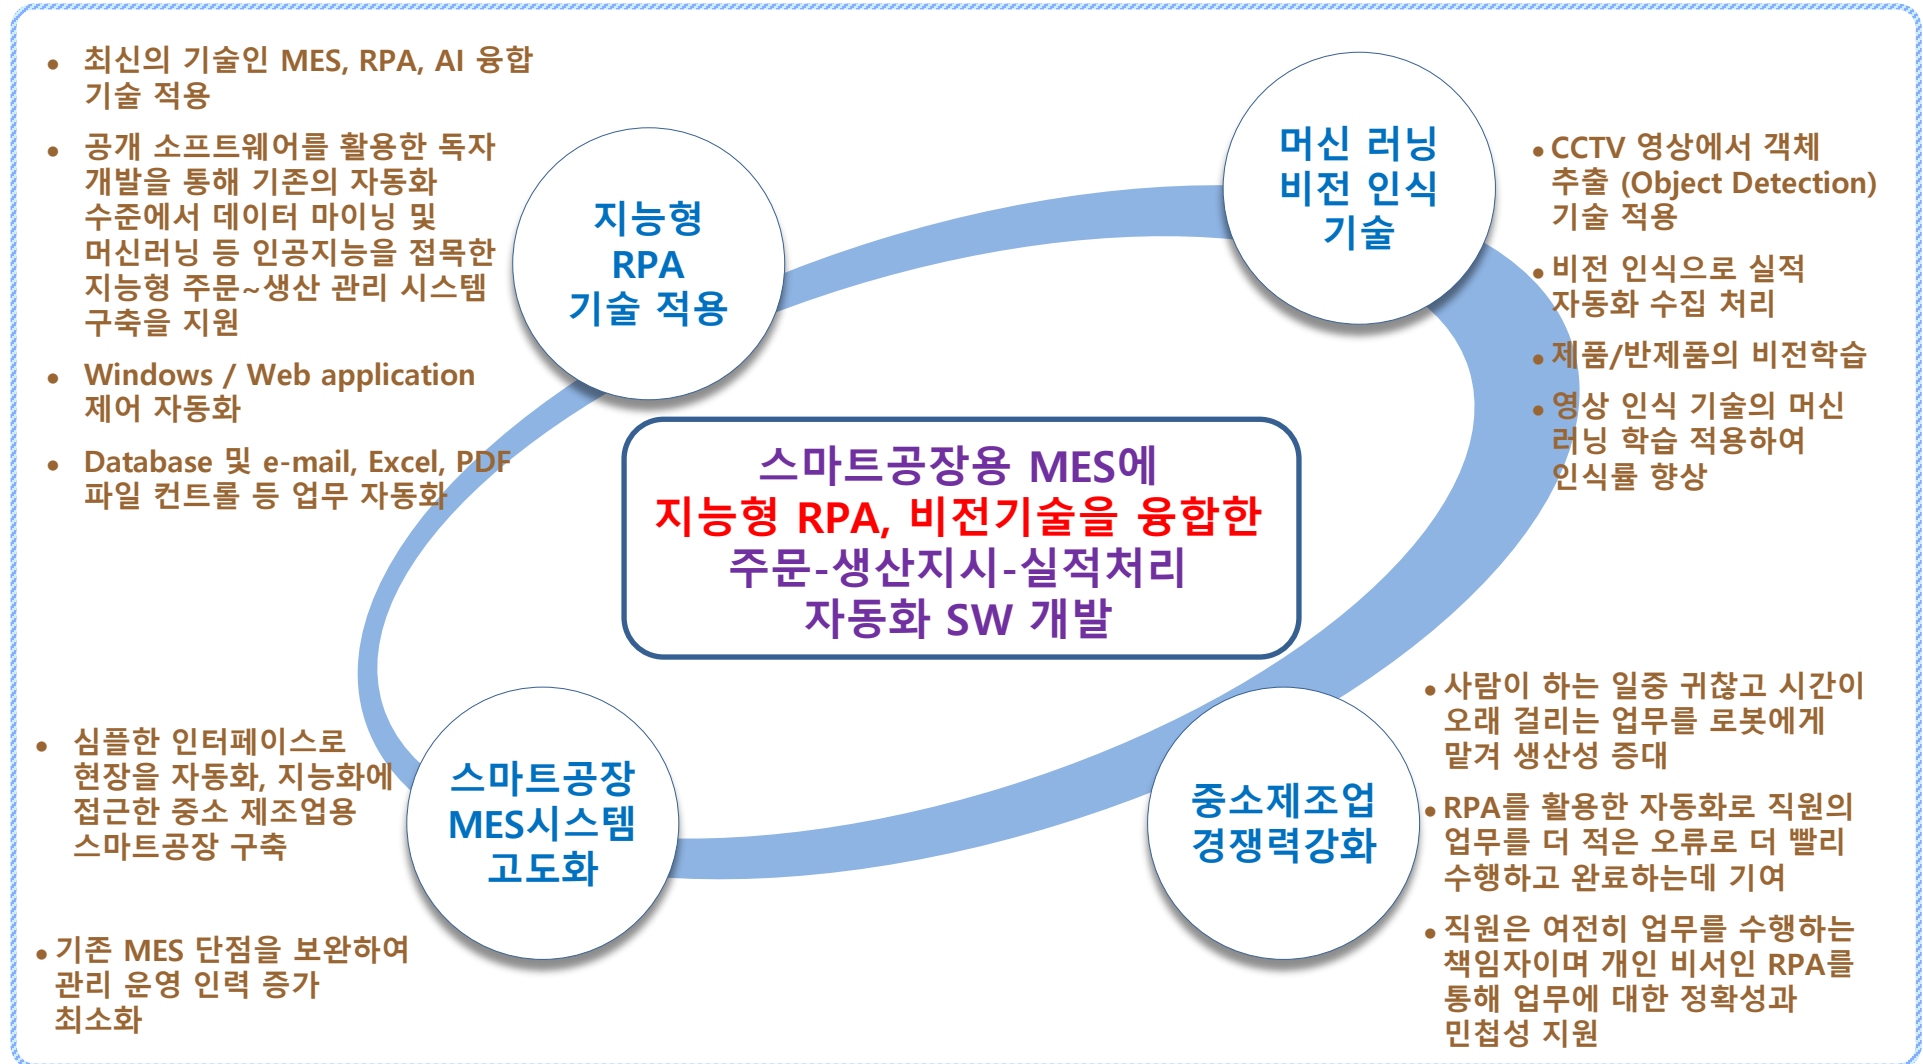 • 최신의 기술인 MES, RPA, AI 융합
기술 적용
• 공개 소프트웨어를 활용한 독자
개발을 통해 기존의 자동화
수준에서 데이터 마이닝 및
머신러닝 등 인공지능을 접목한
지능형 주문~생산 관리 시스템
구축을 지원
• Windows / Web application
제어 자동화
• Database 및 e-mail, Excel, PDF
파일 컨트롤 등 업무 자동화
지능형
RPA
기술 적용
머신 러닝
비전 인식
기술
• CCTV 영상에서 객체
추출 (Object Detection)
기술 적용
• 비전 인식으로 실적
자동화 수집 처리
• 제품/반제품의 비전학습
• 영상 인식 기술의 머신
러닝 학습 적용하여
인식률 향상
스마트공장용 MES에
지능형 RPA, 비전기술을 융합한
주문-생산지시-실적처리
자동화 SW 개발
• 심플한 인터페이스로
현장을 자동화, 지능화에
접근한 중소 제조업용
스마트공장 구축
• 기존 MES 단점을 보완하여
관리 운영 인력 증가
최소화
스마트공장
MES시스템
고도화
중소제조업
경쟁력강화
• 사람이 하는 일중 귀찮고 시간이
오래 걸리는 업무를 로봇에게
맡겨 생산성 증대
• RPA를 활용한 자동화로 직원의
업무를 더 적은 오류로 더 빨리
수행하고 완료하는데 기여
• 직원은 여전히 업무를 수행하는
책임자이며 개인 비서인 RPA를
통해 업무에 대한 정확성과
민첩성 지원